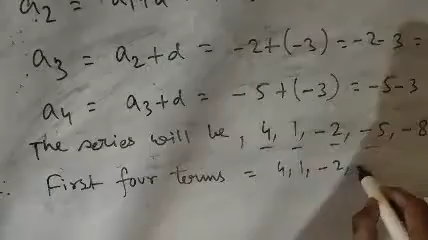 a₂ =
a₃ = a₂+d = -2+(-3) = -2-3 =
a₄ = a₃+d = -5+(-3) = -5-3
The series will be, 4, 1, -2, -5, -8
∴ First four terms = 4, 1, -2,